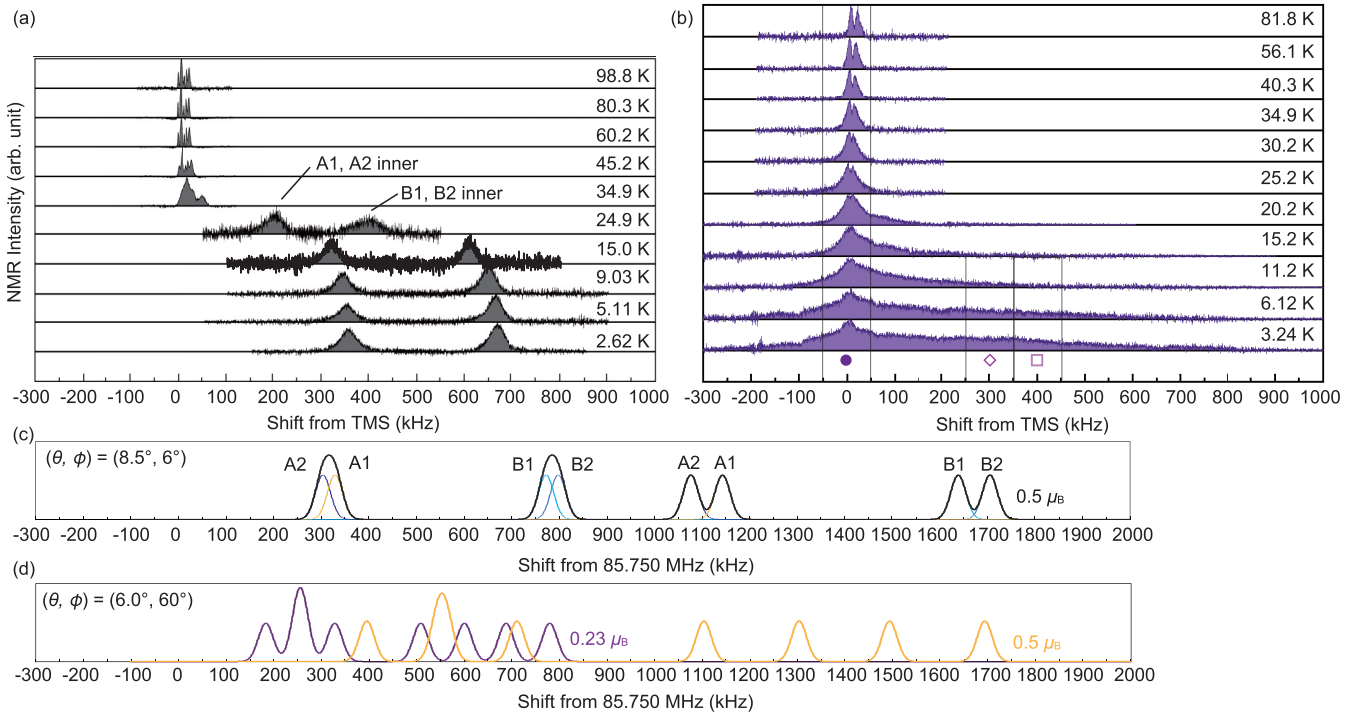 (a)
NMR Intensity (arb. unit)
98.8 K
80.3 K
60.2 K
45.2 K
34.9 K
24.9 K
15.0 K
9.03 K
5.11 K
2.62 K
A1, A2 inner
B1, B2 inner
-300 -200 -100 0 100 200 300 400 500 600 700 800 900 1000
Shift from TMS (kHz)
(b)
81.8 K
56.1 K
40.3 K
34.9 K
30.2 K
25.2 K
20.2 K
15.2 K
11.2 K
6.12 K
3.24 K
-300 -200 -100 0 100 200 300 400 500 600 700 800 900 1000
Shift from TMS (kHz)
(c)
(θ, ϕ) = (8.5°, 6°)
A2 A1 B1 B2 A2 A1 B1 B2
0.5 μB
-300 -200 -100 0 100 200 300 400 500 600 700 800 900 1000 1100 1200 1300 1400 1400 1500 1600 1700 1800 1900 2000
Shift from 85.750 MHz (kHz)
(d)
(θ, ϕ) = (6.0°, 60°)
0.23 μB
0.5 μB
-300 -200 -100 0 100 200 300 400 500 600 700 800 900 1000 1100 1200 1300 1400 1500 1600 1700 1800 1900 2000
Shift from 85.750 MHz (kHz)